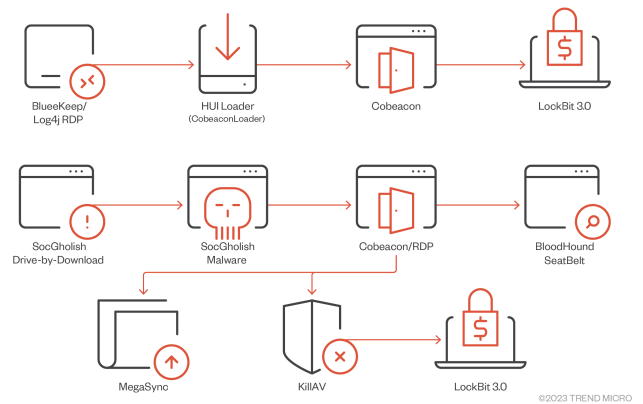 BlueeKeep/
Log4j RDP
HUI Loader
(CobeaconLoader)
Cobeacon
LockBit 3.0
SocGholish
Drive-by-Download
SocGholish
Malware
Cobeacon/RDP
BloodHound
SeatBelt
MegaSync
KillAV
LockBit 3.0
©2023 TREND MICRO